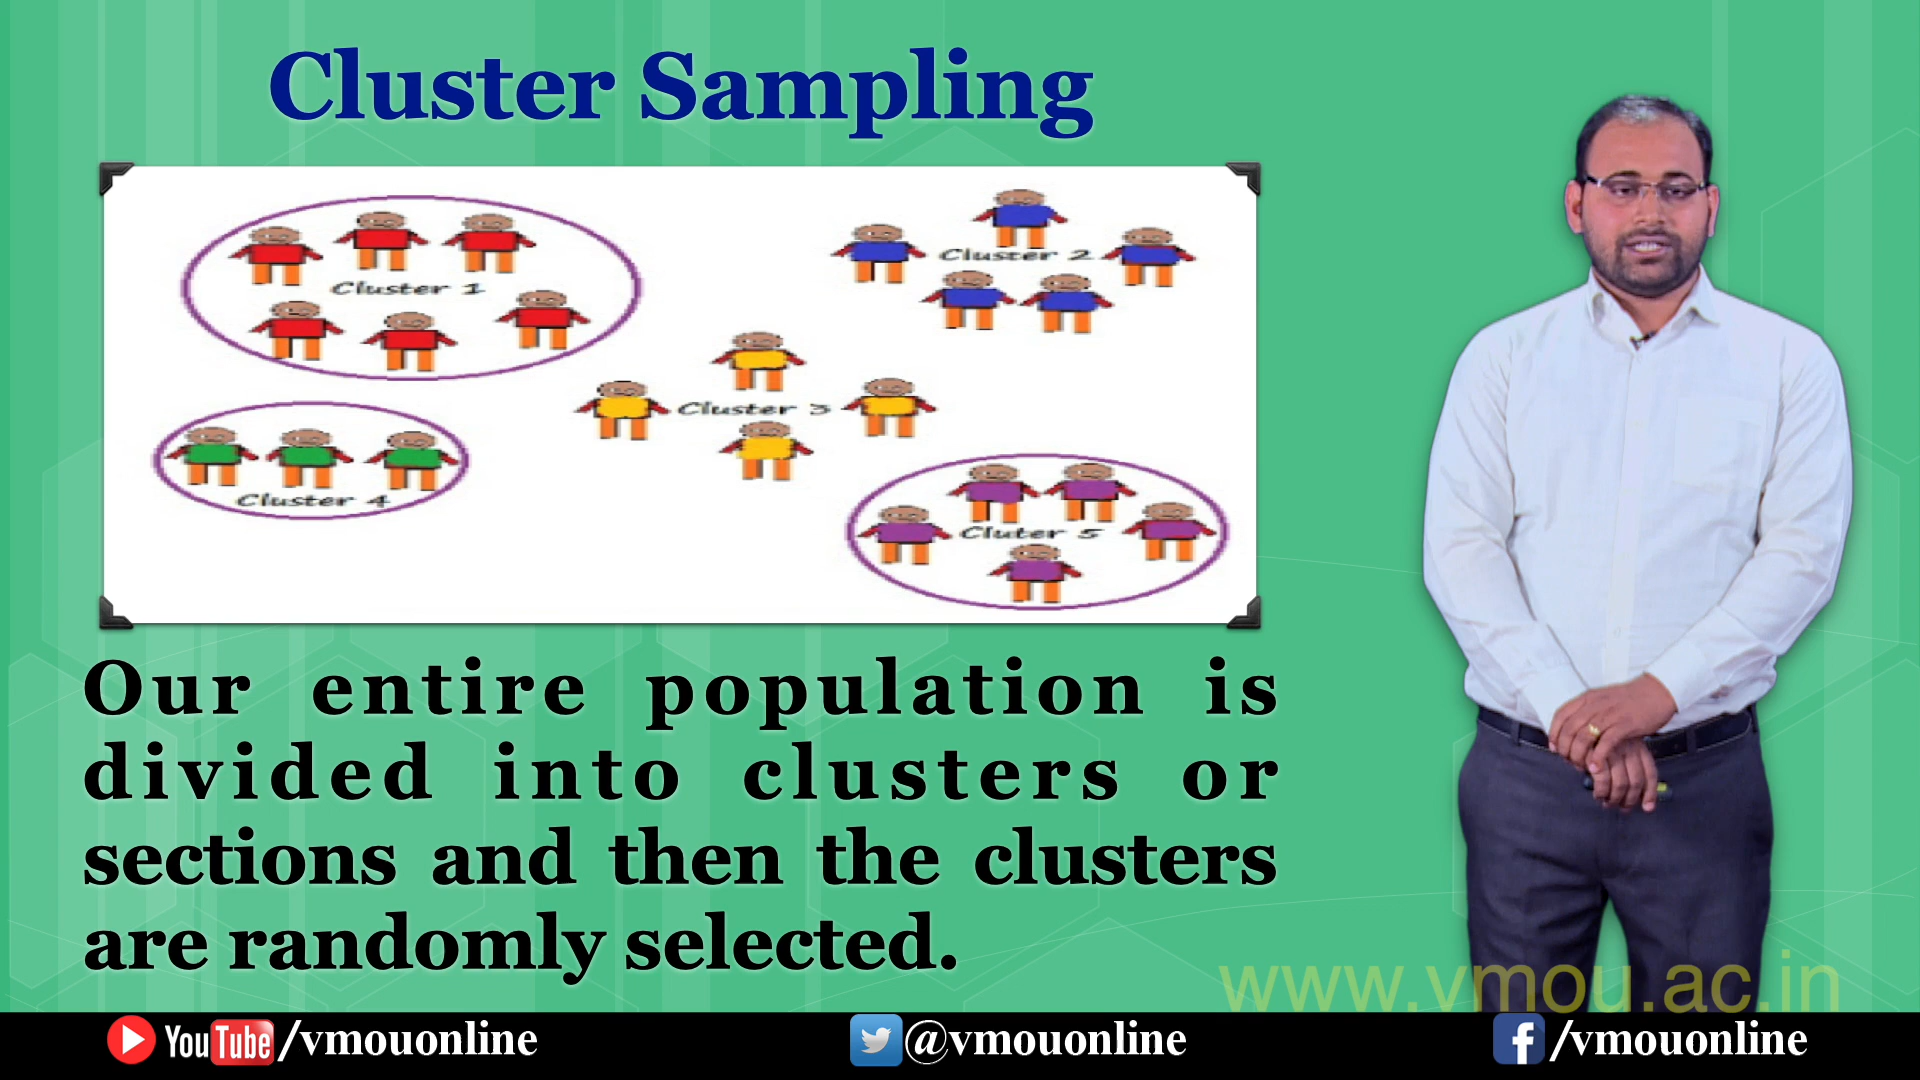 Cluster Sampling
Cluster 1
Cluster 2
Cluster 3
Cluster 4
Cluter 5
Our entire population is
divided into clusters or
sections and then the clusters
are randomly selected.
www.vmou.ac.in
YouTube /vmouonline
@vmouonline
f /vmouonline